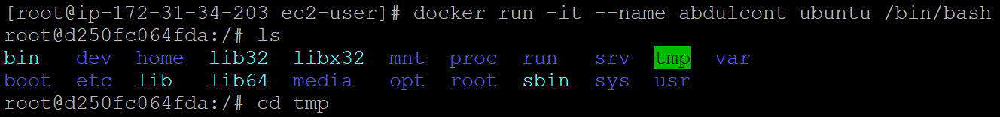 [root@ip-172-31-34-203 ec2-user]# docker run -it --name abdulcont ubuntu /bin/bash
root@d250fc064fda:/# ls
bin dev home lib32 libx32 mnt proc run srv tmp var
boot etc lib lib64 media opt root sbin sys usr
root@d250fc064fda:/# cd tmp